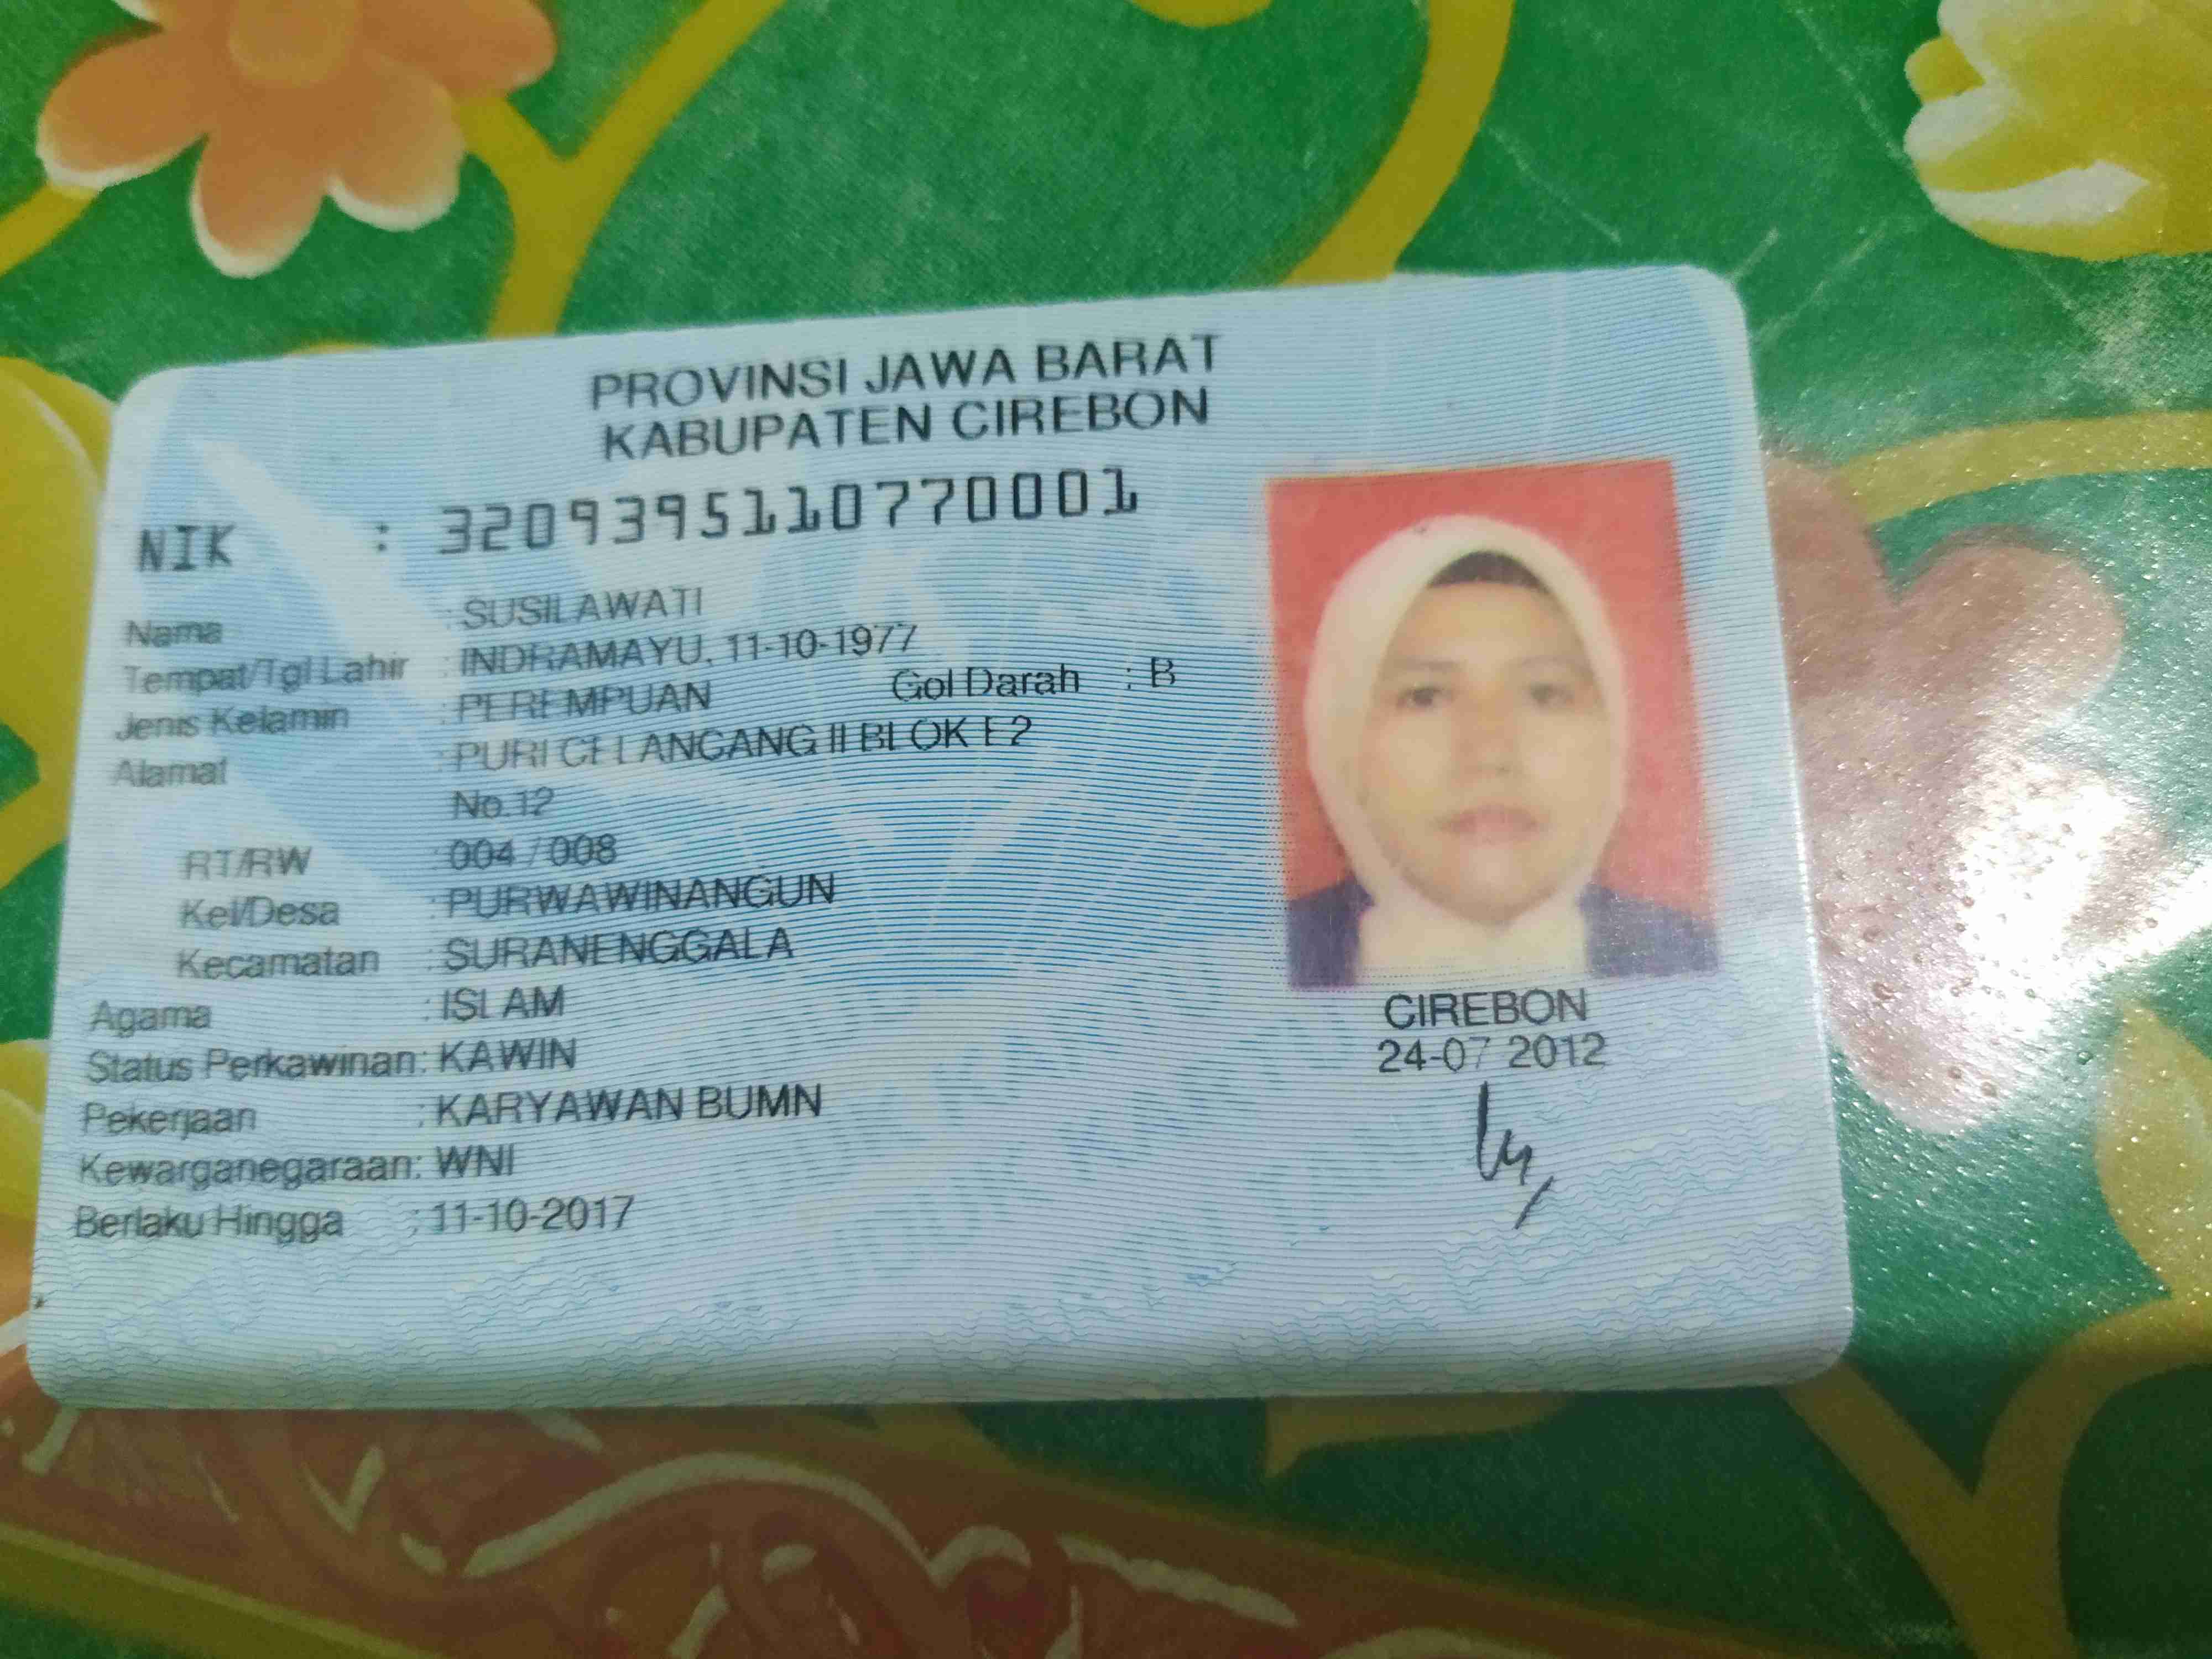 PROVINSI JAWA BARAT
KABUPATEN CIREBON
NIK : 3209395110770001
Nama : SUSILAWATI
Tempat/Tgl Lahir : INDRAMAYU, 11-10-1977
Jenis Kelamin : PEREMPUAN Gol Darah : B
Alamat : PURI CELANCANG II BLOK E2
No.12
RT/RW : 004 / 008
Kel/Desa : PURWAWINANGUN
Kecamatan : SURANENGGALA
Agama : ISLAM
Status Perkawinan: KAWIN
Pekerjaan : KARYAWAN BUMN
Kewarganegaraan: WNI
Berlaku Hingga : 11-10-2017
CIREBON
24-07 2012